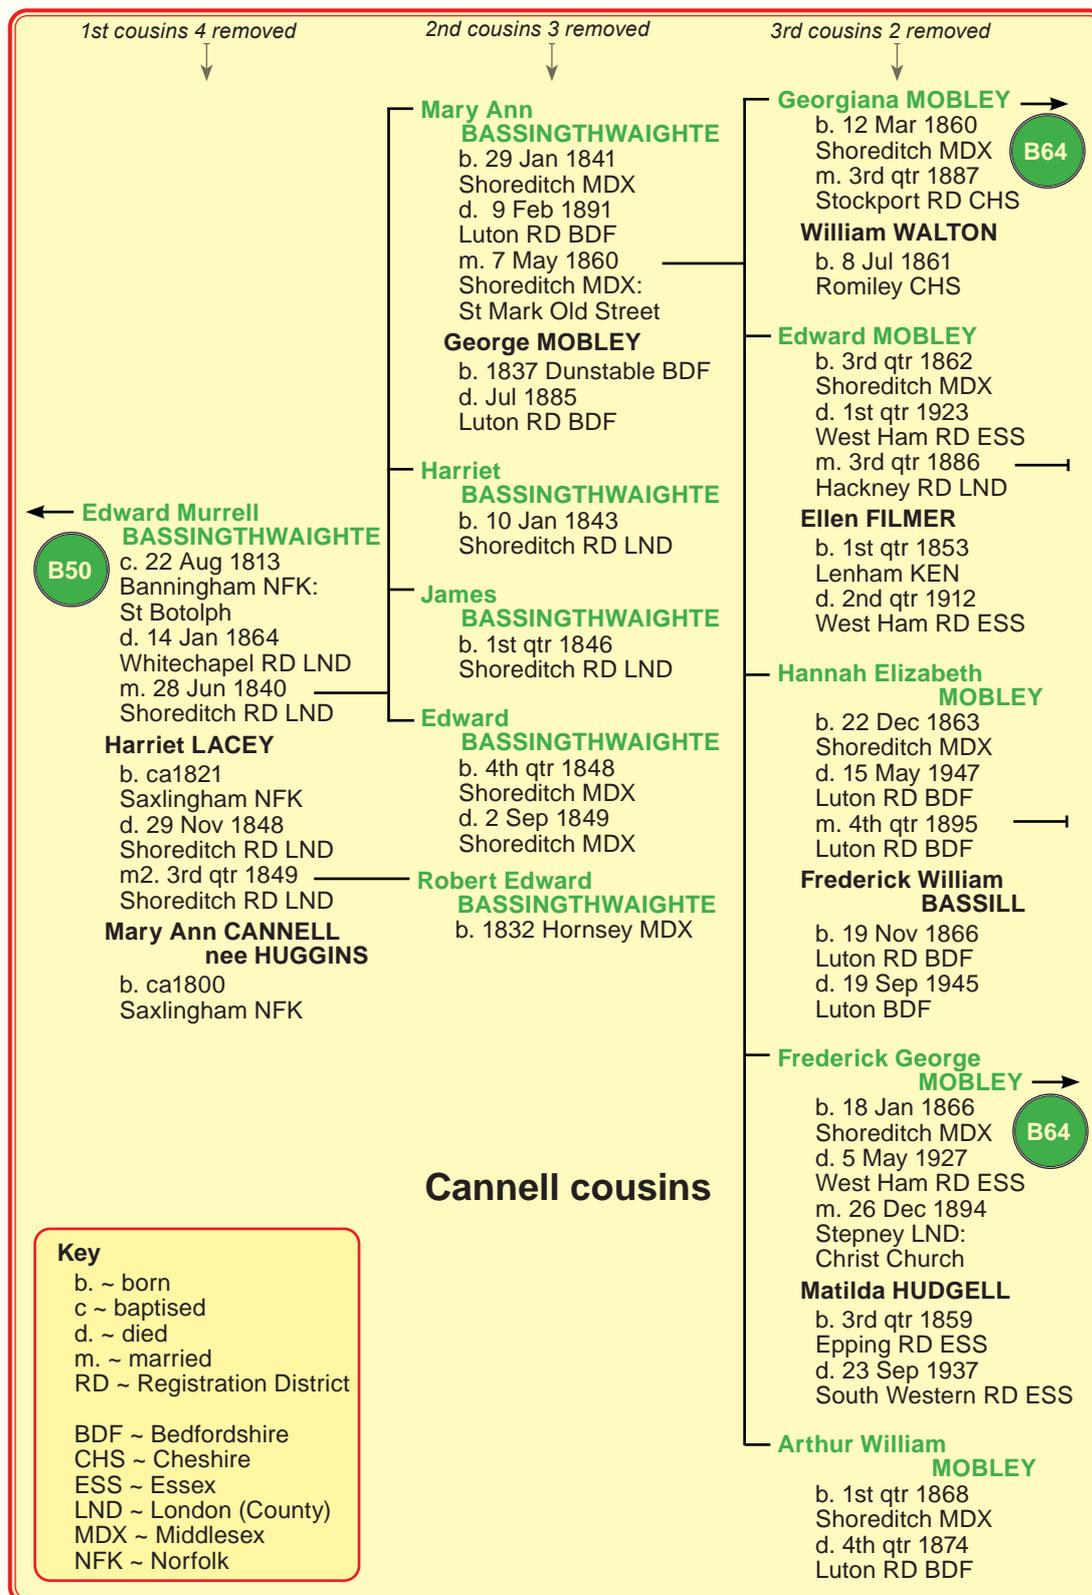 1st cousins 4 removed
2nd cousins 3 removed
3rd cousins 2 removed
Edward Murrell
BASSINGTHWAIGHTE
B50
c. 22 Aug 1813
Banningham NFK:
St Botolph
d. 14 Jan 1864
Whitechapel RD LND
m. 28 Jun 1840
Shoreditch RD LND
Harriet LACEY
b. ca1821
Saxlingham NFK
d. 29 Nov 1848
Shoreditch RD LND
m2. 3rd qtr 1849
Shoreditch RD LND
Mary Ann CANNELL
nee HUGGINS
b. ca1800
Saxlingham NFK
Mary Ann
BASSINGTHWAIGHTE
b. 29 Jan 1841
Shoreditch MDX
d.  9 Feb 1891
Luton RD BDF
m. 7 May 1860
Shoreditch MDX:
St Mark Old Street
George MOBLEY
b. 1837 Dunstable BDF
d. Jul 1885
Luton RD BDF
Harriet
BASSINGTHWAIGHTE
b. 10 Jan 1843
Shoreditch RD LND
James
BASSINGTHWAIGHTE
b. 1st qtr 1846
Shoreditch RD LND
Edward
BASSINGTHWAIGHTE
b. 4th qtr 1848
Shoreditch MDX
d. 2 Sep 1849
Shoreditch MDX
Robert Edward
BASSINGTHWAIGHTE
b. 1832 Hornsey MDX
Georgiana MOBLEY
b. 12 Mar 1860
Shoreditch MDX
B64
m. 3rd qtr 1887
Stockport RD CHS
William WALTON
b. 8 Jul 1861
Romiley CHS
Edward MOBLEY
b. 3rd qtr 1862
Shoreditch MDX
d. 1st qtr 1923
West Ham RD ESS
m. 3rd qtr 1886
Hackney RD LND
Ellen FILMER
b. 1st qtr 1853
Lenham KEN
d. 2nd qtr 1912
West Ham RD ESS
Hannah Elizabeth
MOBLEY
b. 22 Dec 1863
Shoreditch MDX
d. 15 May 1947
Luton RD BDF
m. 4th qtr 1895
Luton RD BDF
Frederick William
BASSILL
b. 19 Nov 1866
Luton RD BDF
d. 19 Sep 1945
Luton BDF
Frederick George
MOBLEY
b. 18 Jan 1866
Shoreditch MDX
B64
d. 5 May 1927
West Ham RD ESS
m. 26 Dec 1894
Stepney LND:
Christ Church
Matilda HUDGELL
b. 3rd qtr 1859
Epping RD ESS
d. 23 Sep 1937
South Western RD ESS
Arthur William
MOBLEY
b. 1st qtr 1868
Shoreditch MDX
d. 4th qtr 1874
Luton RD BDF
Cannell cousins
Key
b. ~ born
c ~ baptised
d. ~ died
m. ~ married
RD ~ Registration District
BDF ~ Bedfordshire
CHS ~ Cheshire
ESS ~ Essex
LND ~ London (County)
MDX ~ Middlesex
NFK ~ Norfolk